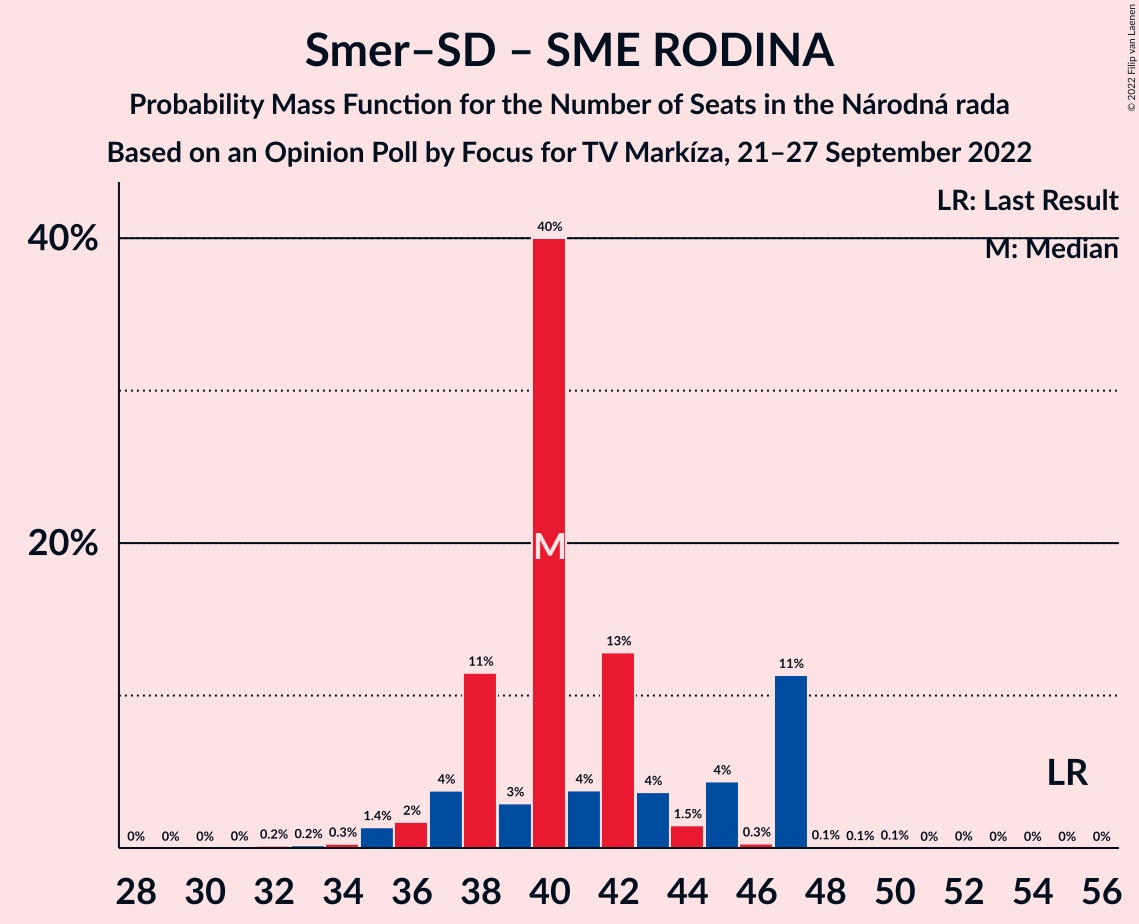 Smer–SD – SME RODINA
Probability Mass Function for the Number of Seats in the Národná rada
Based on an Opinion Poll by Focus for TV Markíza, 21–27 September 2022
© 2022 Filip van Laenen
LR: Last Result
M: Median
40%
20%
0% 0% 0% 0% 0.2% 0.2% 0.3% 1.4% 2% 4% 11% 3% 40% 4% 13% 4% 1.5% 4% 0.3% 11% 0.1% 0.1% 0.1% 0% 0% 0% 0% 0% 0%
M
LR
28 30 32 34 36 38 40 42 44 46 48 50 52 54 56